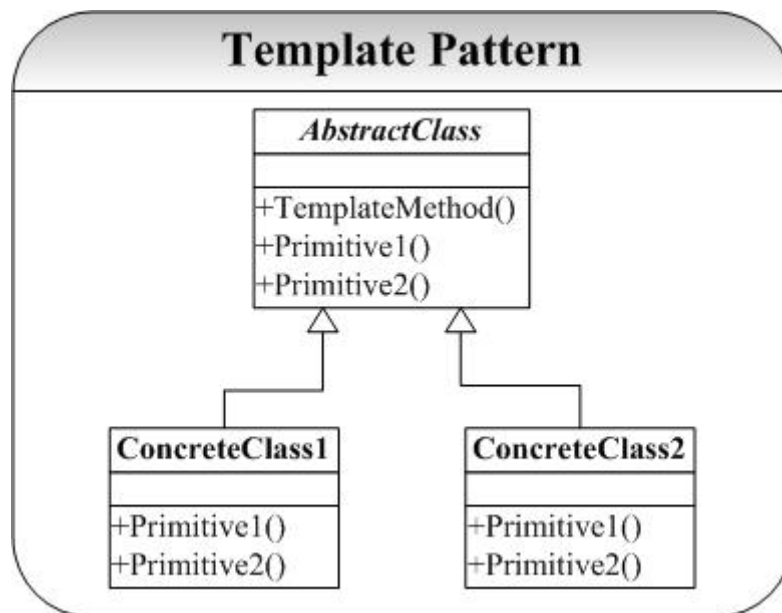 Template Pattern
AbstractClass
+TemplateMethod()
+Primitive1()
+Primitive2()
ConcreteClass1
+Primitive1()
+Primitive2()
ConcreteClass2
+Primitive1()
+Primitive2()